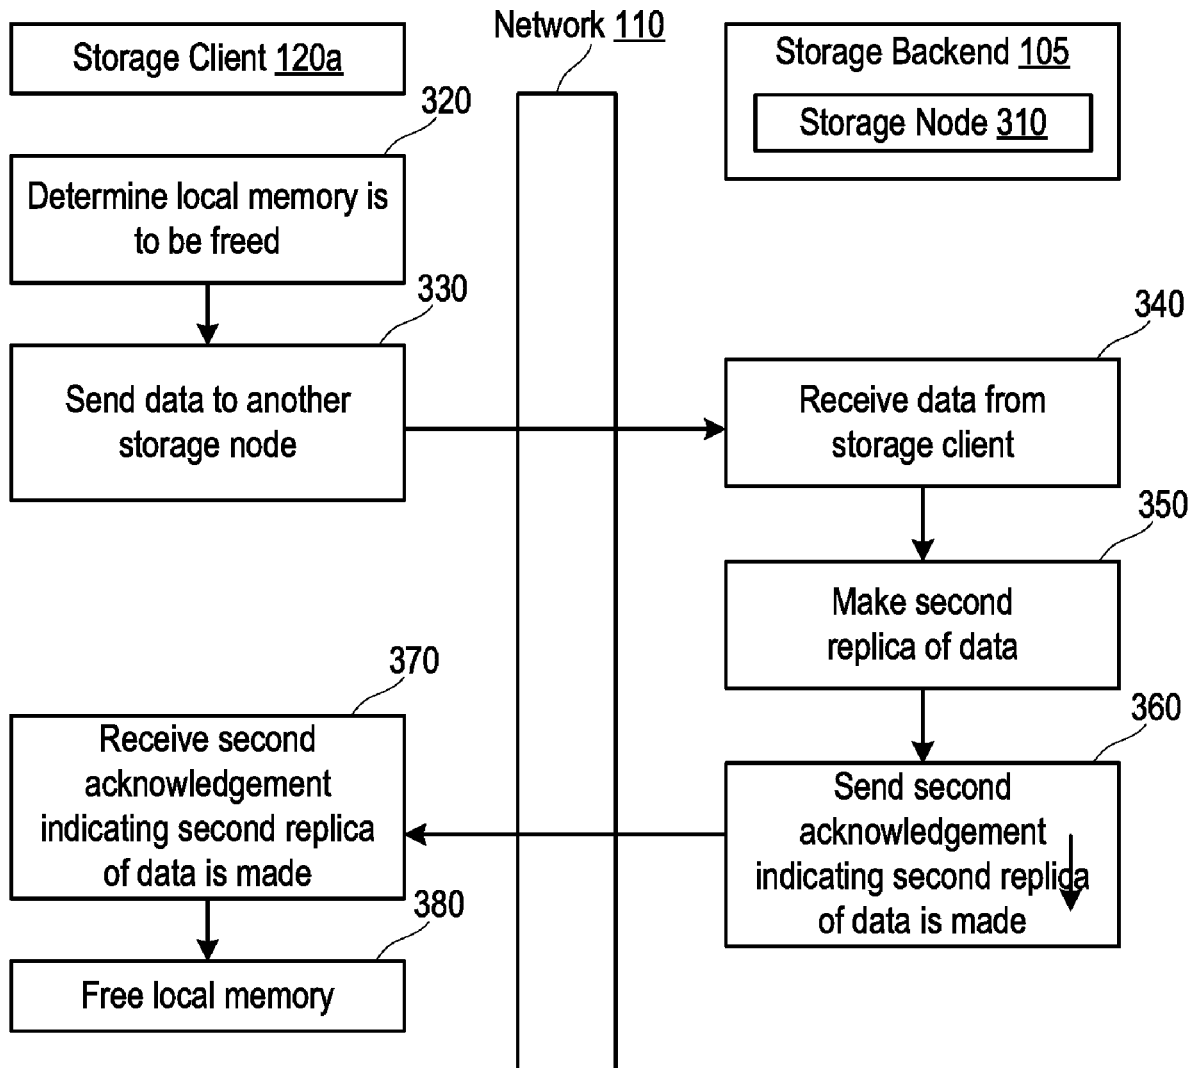 Network 110
Storage Client 120a
Storage Backend 105
Storage Node 310
320
Determine local memory is
to be freed
330
Send data to another
storage node
340
Receive data from
storage client
350
Make second
replica of data
360
Send second
acknowledgement
indicating second replica
of data is made
370
Receive second
acknowledgement
indicating second replica
of data is made
380
Free local memory